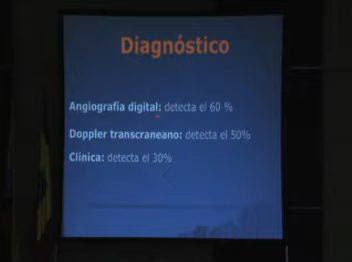 Diagnóstico
Angiografía digital: detecta el 60 %
Doppler transcraneano: detecta el 50%
Clínica: detecta el 30%